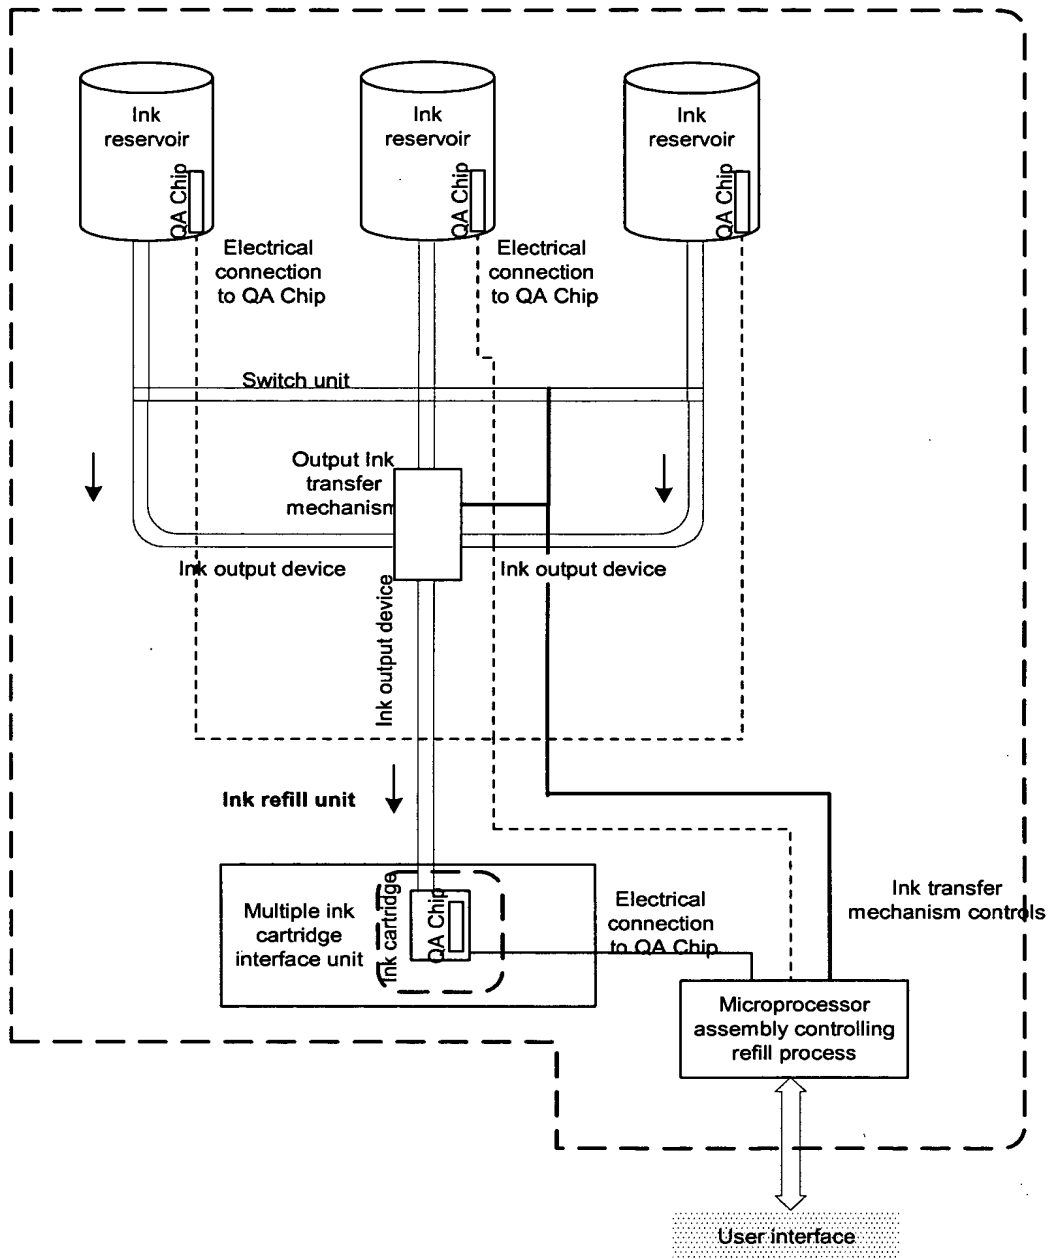 Ink
reservoir
QA Chip
Ink
reservoir
QA Chip
Ink
reservoir
QA Chip
Electrical
connection
to QA Chip
Electrical
connection
to QA Chip
Switch unit
Output Ink
transfer
mechanism
Ink output device
Ink output device
Ink output device
Ink refill unit
Multiple ink
cartridge
interface unit
Ink cartridge
QA Chip
Electrical
connection
to QA Chip
Ink transfer
mechanism controls
Microprocessor
assembly controlling
refill process
User interface